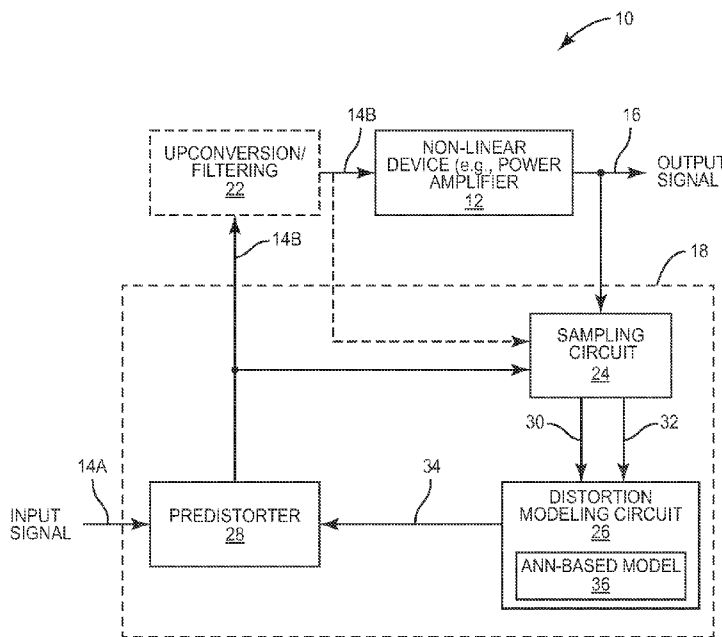 10
14B
16
UPCONVERSION/
FILTERING
22
NON-LINEAR
DEVICE (e.g., POWER
AMPLIFIER
12
OUTPUT
SIGNAL
14B
18
SAMPLING
CIRCUIT
24
30
32
14A
34
INPUT
SIGNAL
PREDISTORTER
28
DISTORTION
MODELING CIRCUIT
26
ANN-BASED MODEL
36